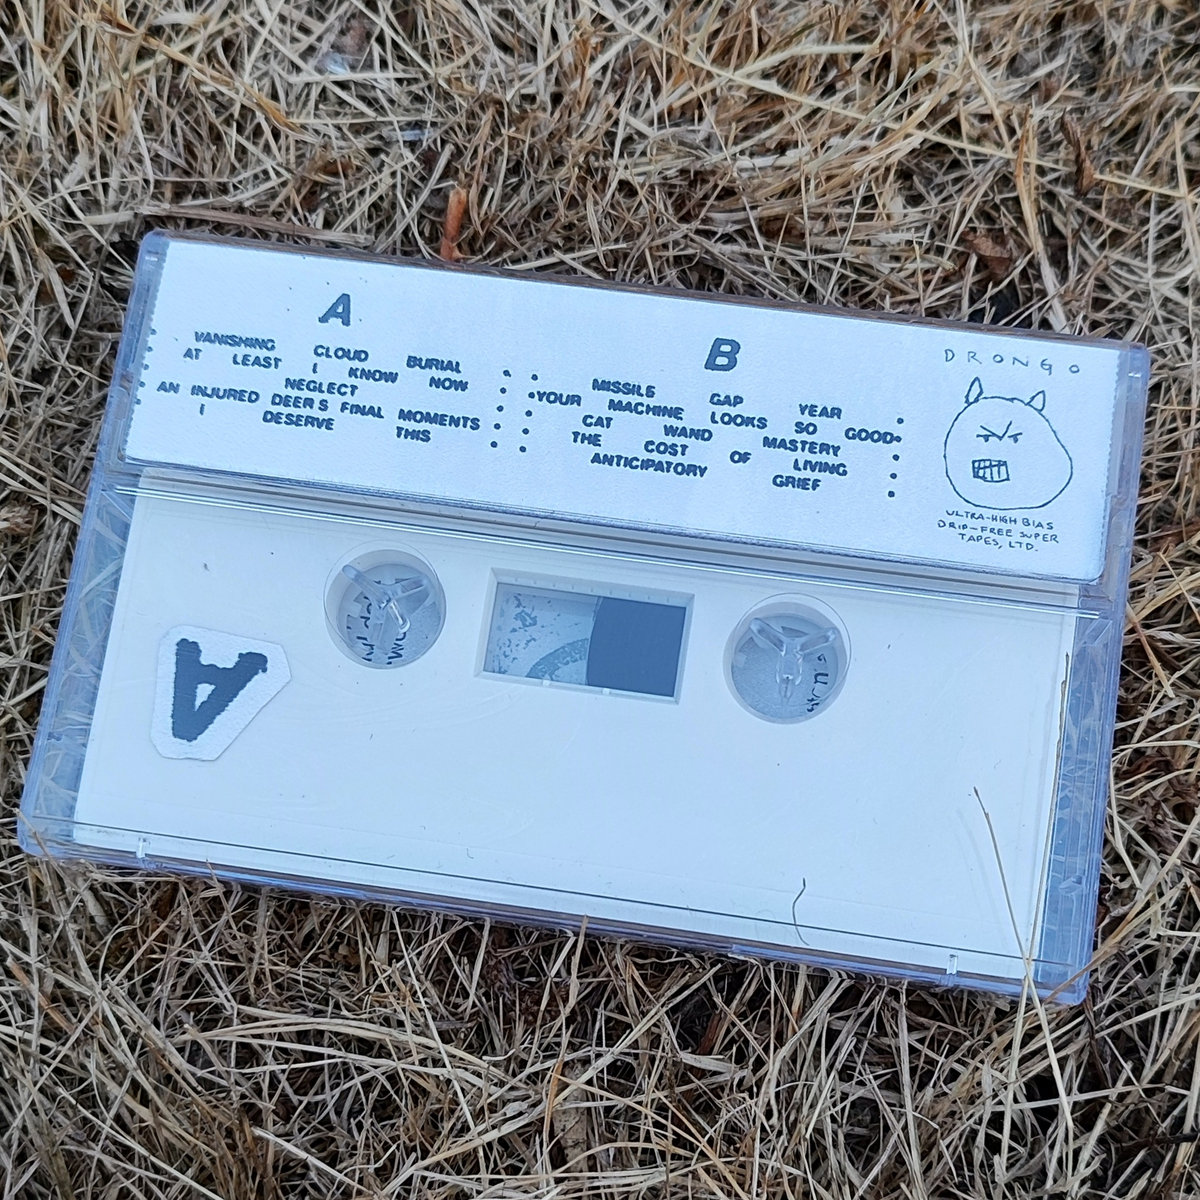 A
VANISHING CLOUD BURIAL
AT LEAST I KNOW NOW
NEGLECT
AN INJURED DEERS FINAL MOMENTS
I DESERVE THIS
B
MISSILE GAP YEAR
YOUR MACHINE LOOKS SO GOOD
CAT WAND MASTERY
THE COST OF LIVING
ANTICIPATORY GRIEF
DRONGO
ULTRA-HIGH BIAS
DRIP-FREE SUPER
TAPES, LTD.
A